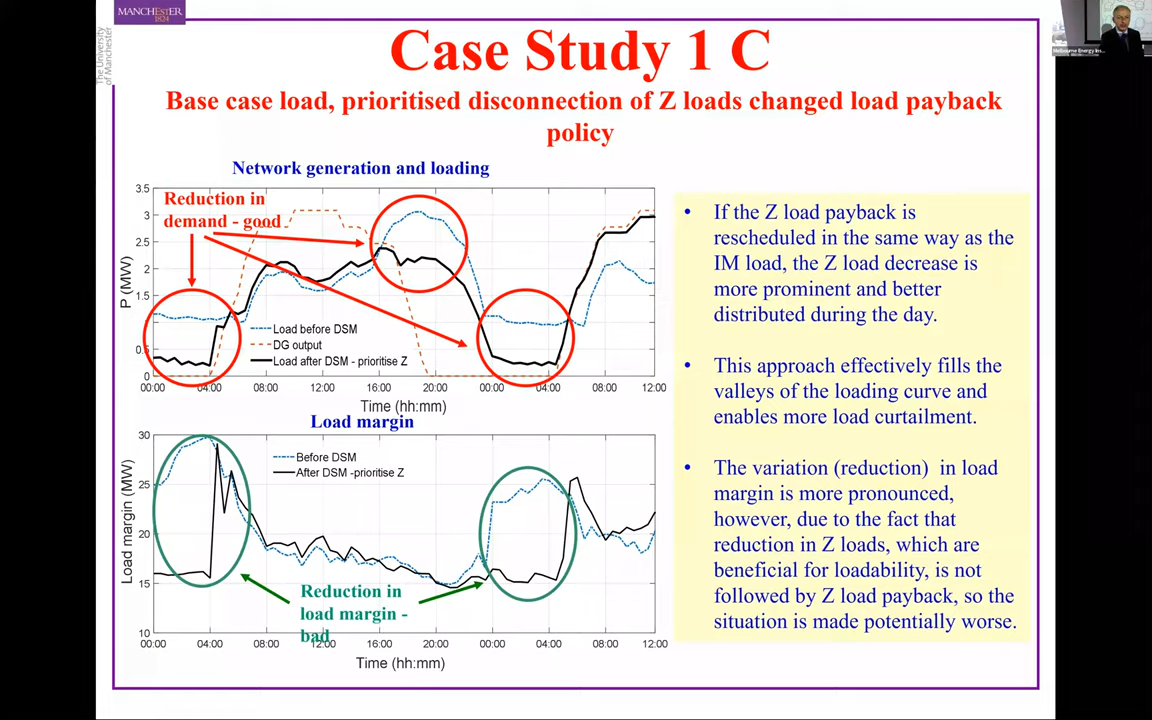 MANCHESTER
1824
The University
of Manchester
Melbourne Energy Ins...
Case Study 1 C
Base case load, prioritised disconnection of Z loads changed load payback
policy
Network generation and loading
Reduction in
demand - good
P (MW)
3.5
3
2.5
2
1.5
0.5
0
Load before DSM
DG output
Load after DSM - prioritise Z
00:00 04:00 08:00 12:00 16:00 20:00 00:00 04:00 08:00 12:00
Time (hh:mm)
Load margin
Load margin (MW)
30
25
20
15
10
Before DSM
After DSM -prioritise Z
Reduction in
load margin -
bad
00:00 04:00 08:00 12:00 16:00 20:00 00:00 04:00 08:00 12:00
Time (hh:mm)
• If the Z load payback is
rescheduled in the same way as the
IM load, the Z load decrease is
more prominent and better
distributed during the day.
• This approach effectively fills the
valleys of the loading curve and
enables more load curtailment.
• The variation (reduction) in load
margin is more pronounced,
however, due to the fact that
reduction in Z loads, which are
beneficial for loadability, is not
followed by Z load payback, so the
situation is made potentially worse.